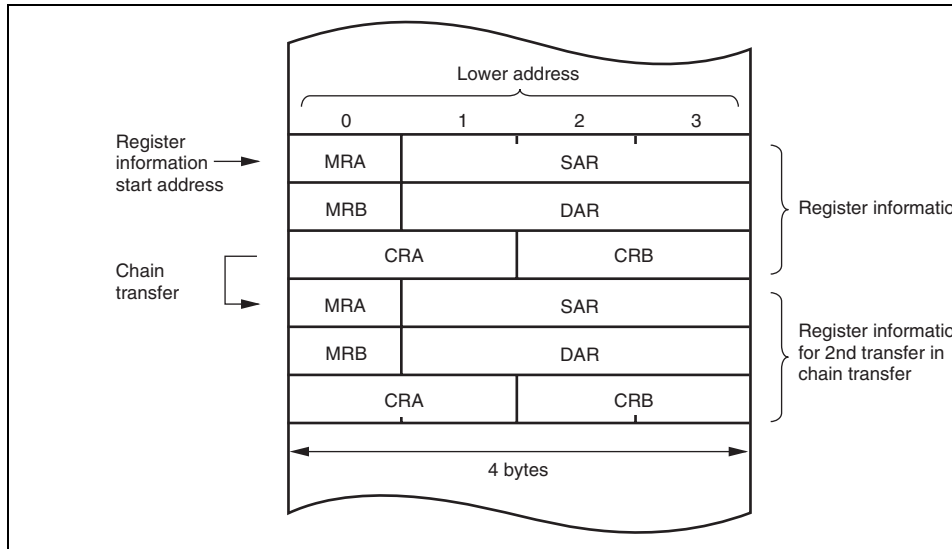 Lower address
0 1 2 3
Register
information
start address
MRA SAR
MRB DAR
Register informatio
CRA CRB
Chain
transfer
MRA SAR
MRB DAR
Register information
for 2nd transfer in
chain transfer
CRA CRB
4 bytes